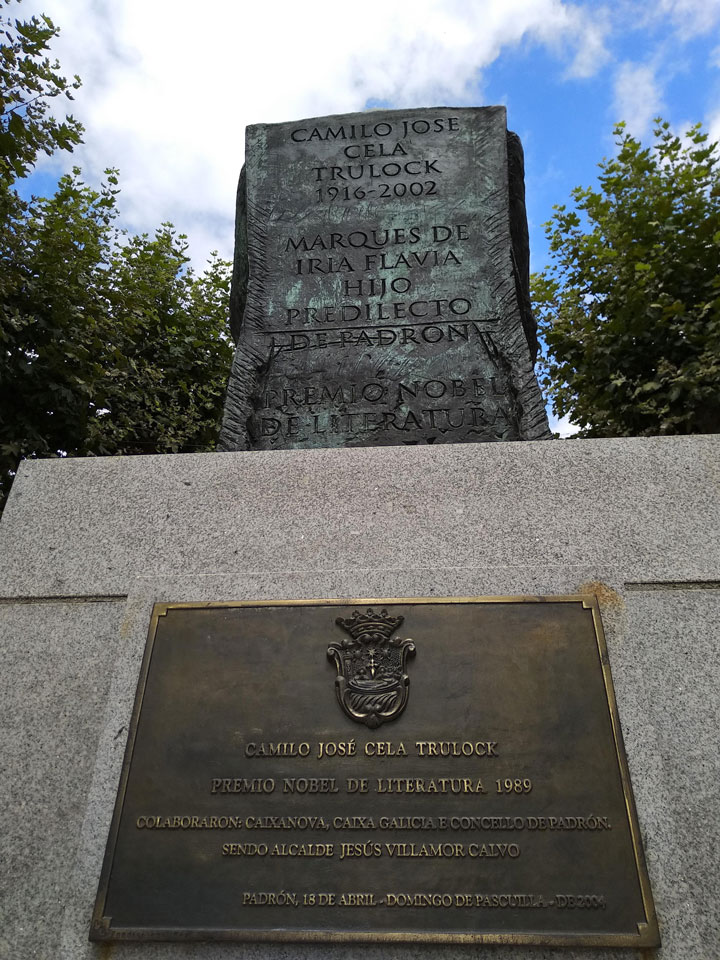 CAMILO JOSE
CELA
TRULOCK
1916-2002
MARQUES DE
IRIA FLAVIA
HIJO
PREDILECTO
DE PADRON
PREMIO NOBEL
DE LITERATURA
CAMILO JOSÉ CELA TRULOCK
PREMIO NOBEL DE LITERATURA 1989
COLABORARON: CAIXANOVA, CAIXA GALICIA E CONCELLO DE PADRÓN.
SENDO ALCALDE JESÚS VILLAMOR CALVO
PADRÓN, 18 DE ABRIL - DOMINGO DE PASCUILLA - DE 2004